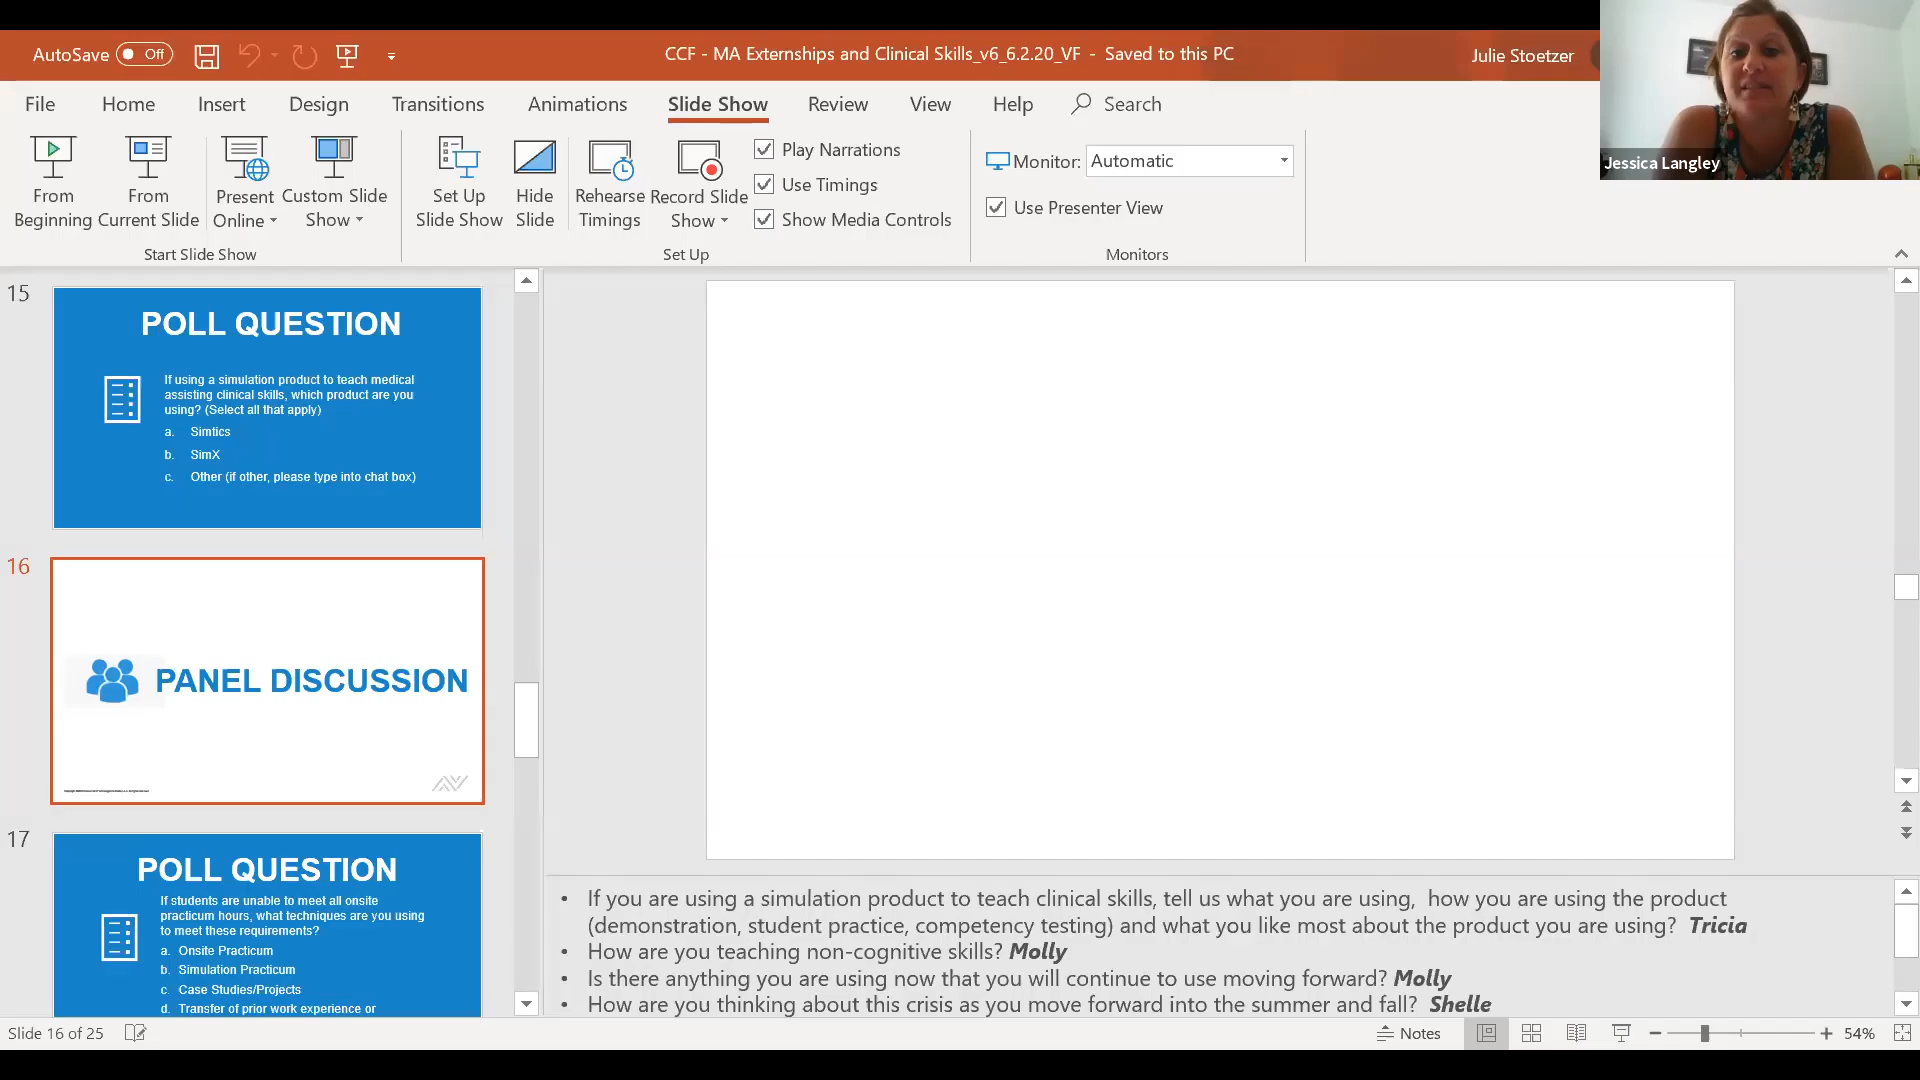 AutoSave Off
CCF - MA Externships and Clinical Skills_v6_6.2.20_VF - Saved to this PC
Julie Stoetzer
Jessica Langley
File Home Insert Design Transitions Animations Slide Show Review View Help Search
From Beginning
From Current Slide
Present Online
Custom Slide Show
Start Slide Show
Set Up Slide Show
Hide Slide
Rehearse Timings
Record Slide Show
Play Narrations
Use Timings
Show Media Controls
Set Up
Monitor: Automatic
Use Presenter View
Monitors
15
POLL QUESTION
If using a simulation product to teach medical
assisting clinical skills, which product are you
using? (Select all that apply)
a. Simtics
b. SimX
c. Other (if other, please type into chat box)
16
PANEL DISCUSSION
17
POLL QUESTION
If students are unable to meet all onsite
practicum hours, what techniques are you using
to meet these requirements?
a. Onsite Practicum
b. Simulation Practicum
c. Case Studies/Projects
d. Transfer of prior work experience or
• If you are using a simulation product to teach clinical skills, tell us what you are using, how you are using the product
(demonstration, student practice, competency testing) and what you like most about the product you are using? Tricia
• How are you teaching non-cognitive skills? Molly
• Is there anything you are using now that you will continue to use moving forward? Molly
• How are you thinking about this crisis as you move forward into the summer and fall? Shelle
Slide 16 of 25
Notes
54%